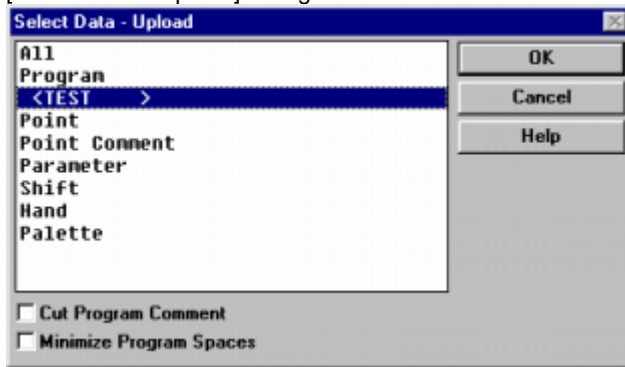 Select Data - Upload
All
Program
<TEST     >
Point
Point Comment
Parameter
Shift
Hand
Palette
OK
Cancel
Help
Cut Program Comment
Minimize Program Spaces